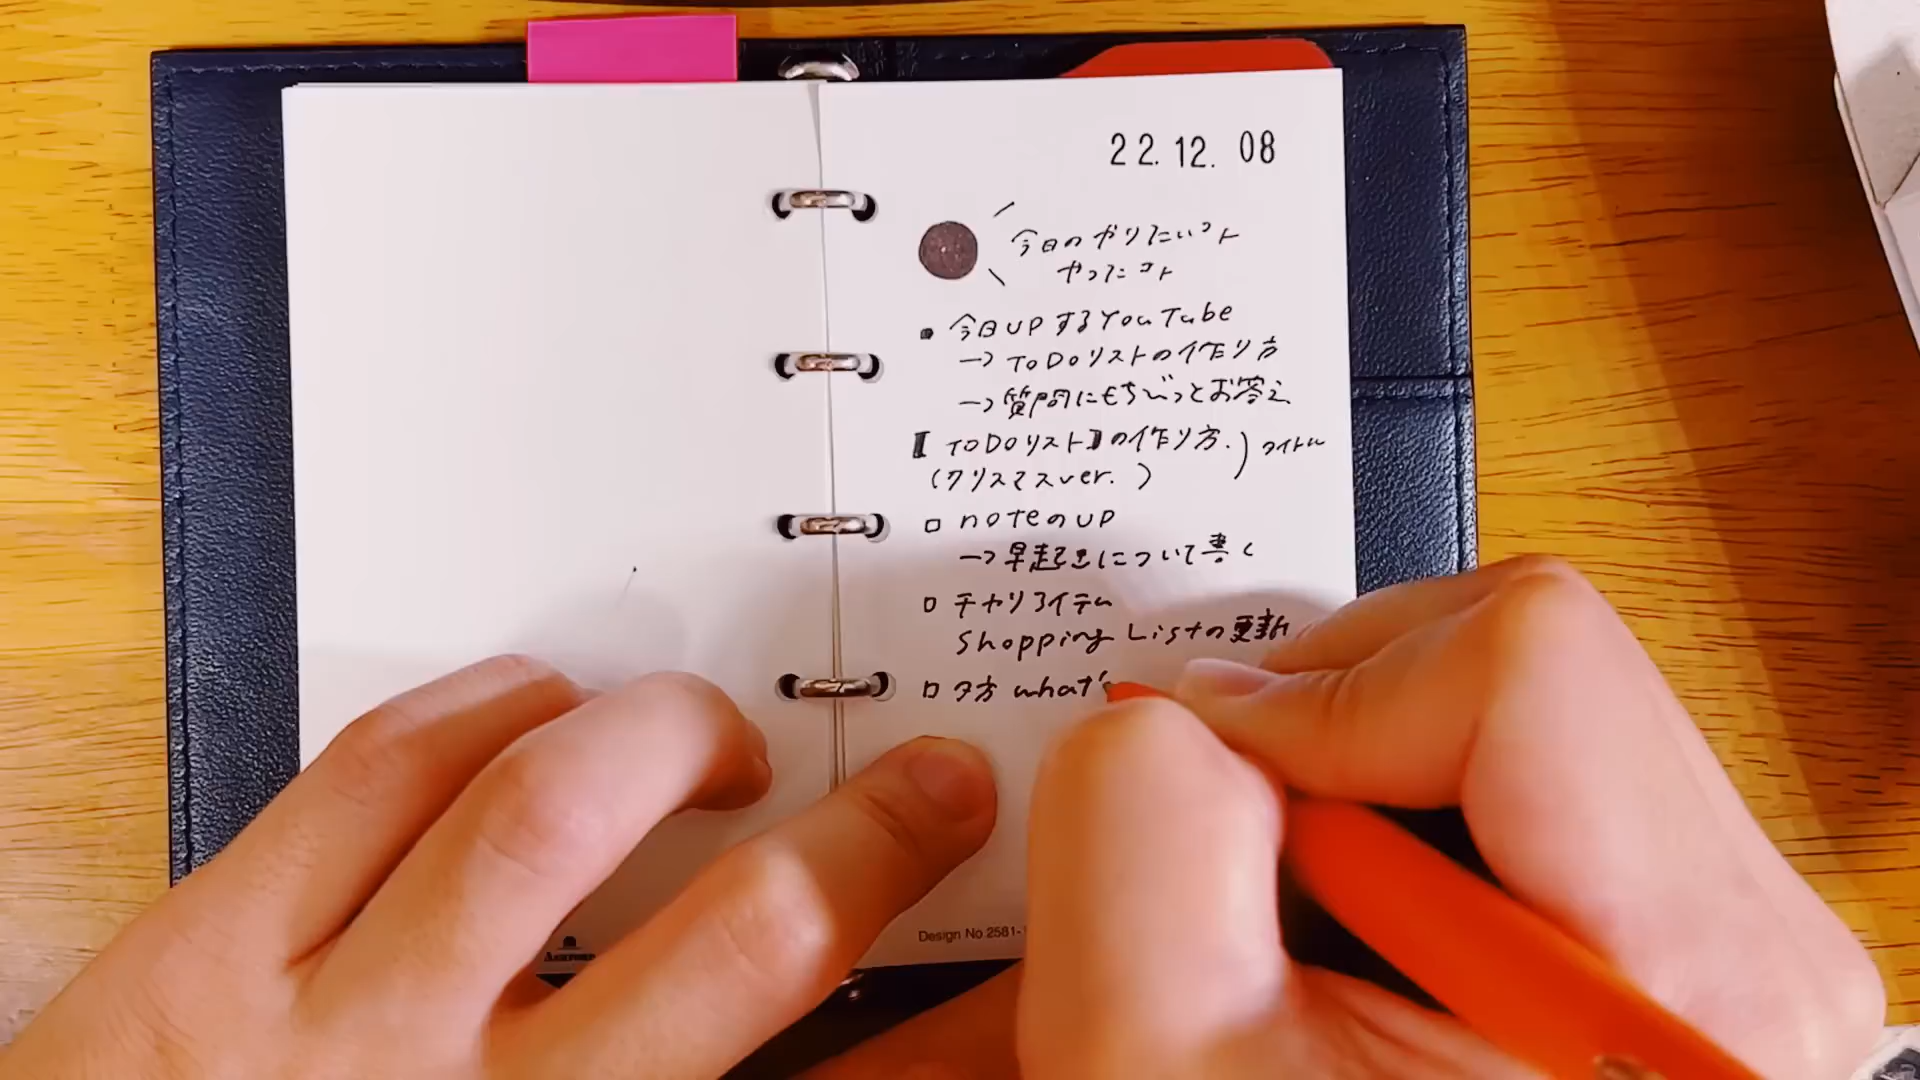 22.12.08
今日のやりたいコト
やったコト
今日UPするYouTube
→ToDoリストの作り方
→質問にもちょびっとお答え
【ToDoリスト】の作り方.)タイトル
(クリスマスver. )
□ noteのUP
→早起きについて書く
□ チャリアイテム
Shopping Listの更新
□ 夕方 what's
Design No 2581-
ASHFORD